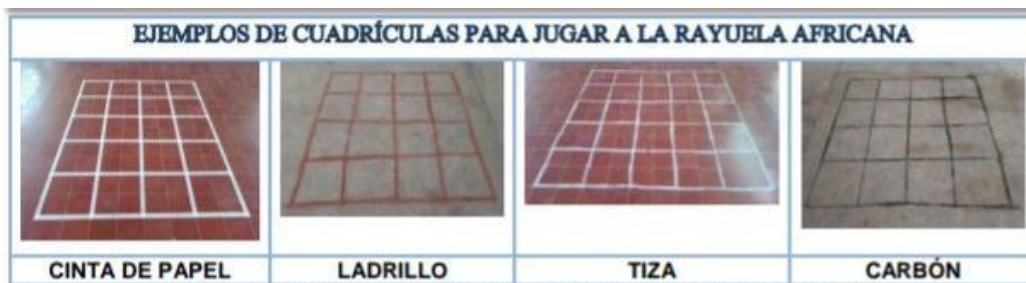 EJEMPLOS DE CUADRÍCULAS PARA JUGAR A LA RAYUELA AFRICANA
CINTA DE PAPEL
LADRILLO
TIZA
CARBÓN